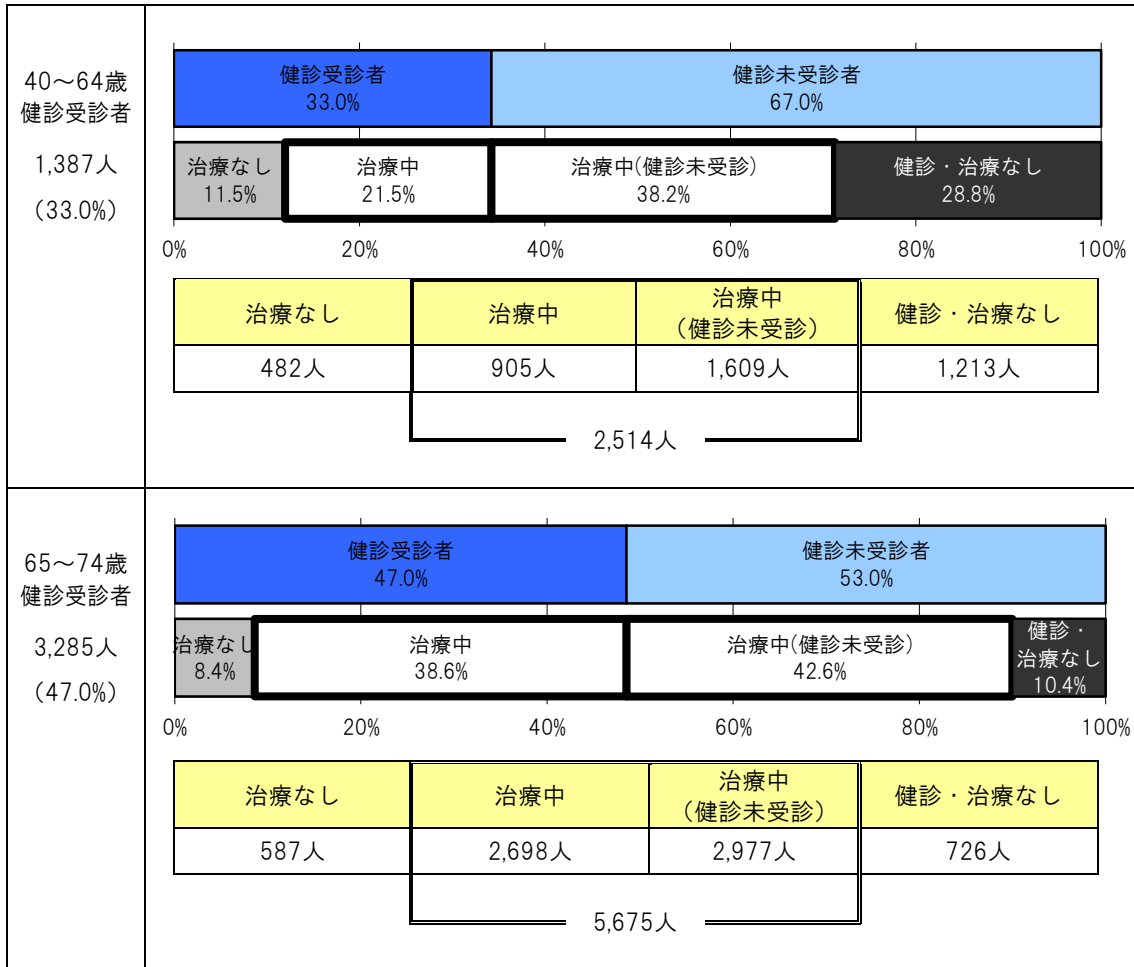 40～64歳
健診受診者
1,387人
(33.0%)
健診受診者
33.0%
健診未受診者
67.0%
治療なし
11.5%
治療中
21.5%
治療中(健診未受診)
38.2%
健診・治療なし
28.8%
0% 20% 40% 60% 80% 100%
治療なし 治療中 治療中
(健診未受診) 健診・治療なし
482人 905人 1,609人 1,213人
2,514人
65～74歳
健診受診者
3,285人
(47.0%)
健診受診者
47.0%
健診未受診者
53.0%
治療なし
8.4%
治療中
38.6%
治療中(健診未受診)
42.6%
健診・
治療なし
10.4%
0% 20% 40% 60% 80% 100%
治療なし 治療中 治療中
(健診未受診) 健診・治療なし
587人 2,698人 2,977人 726人
5,675人